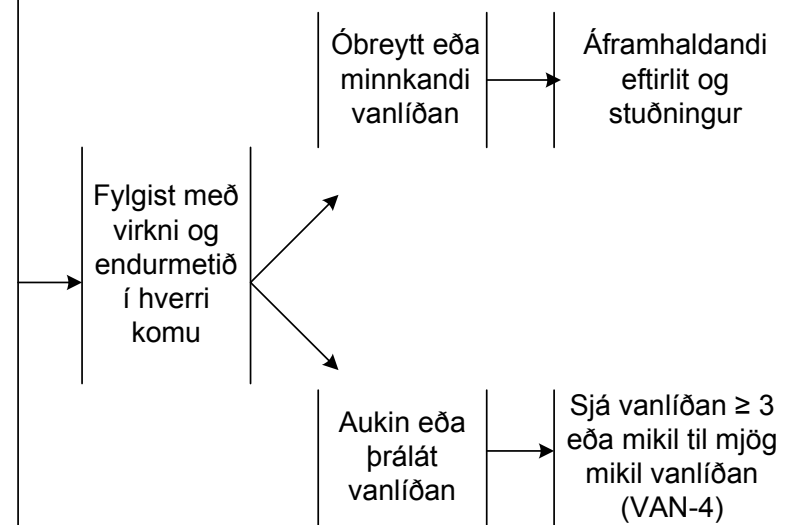 Óbreytt eða
minnkandi
vanlíðan
Áframhaldandi
eftirlit og
stuðningur
Fylgist með
virkni og
endurmetið
í hverri
komu
Aukin eða
þrálát
vanlíðan
Sjá vanlíðan ≥ 3
eða mikil til mjög
mikil vanlíðan
(VAN-4)